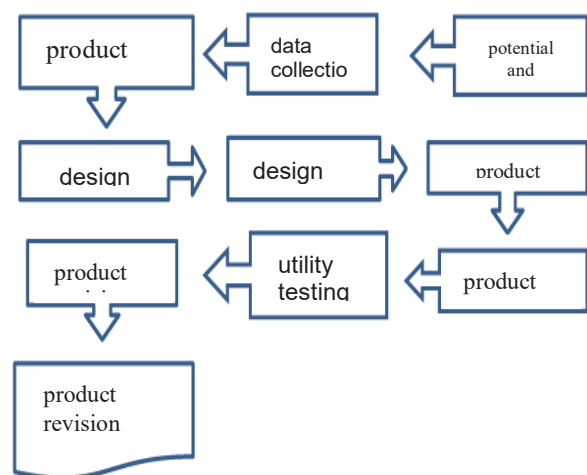 product
data
collectio
potential
and
design
design
product
product
utility
testing
product
product
revision